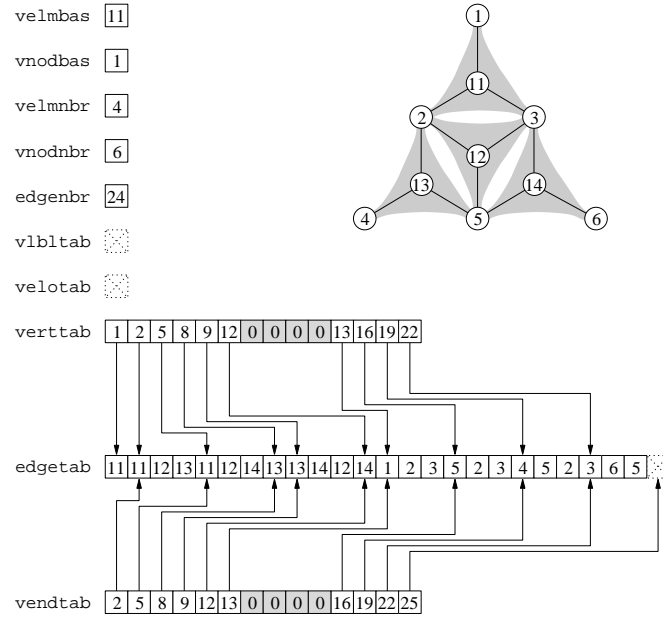 velmbas 11
vnodbas 1
velmnbr 4
vnodnbr 6
edgenbr 24
vlbltab
velotab
1
11
2 3
12
13 14
4 5 6
verttab 1 2 5 8 9 12 0 0 0 0 13 16 19 22
edgetab 11 11 12 13 11 12 14 13 13 14 12 14 1 2 3 5 2 3 4 5 2 3 6 5
vendtab 2 5 8 9 12 13 0 0 0 0 16 19 22 25